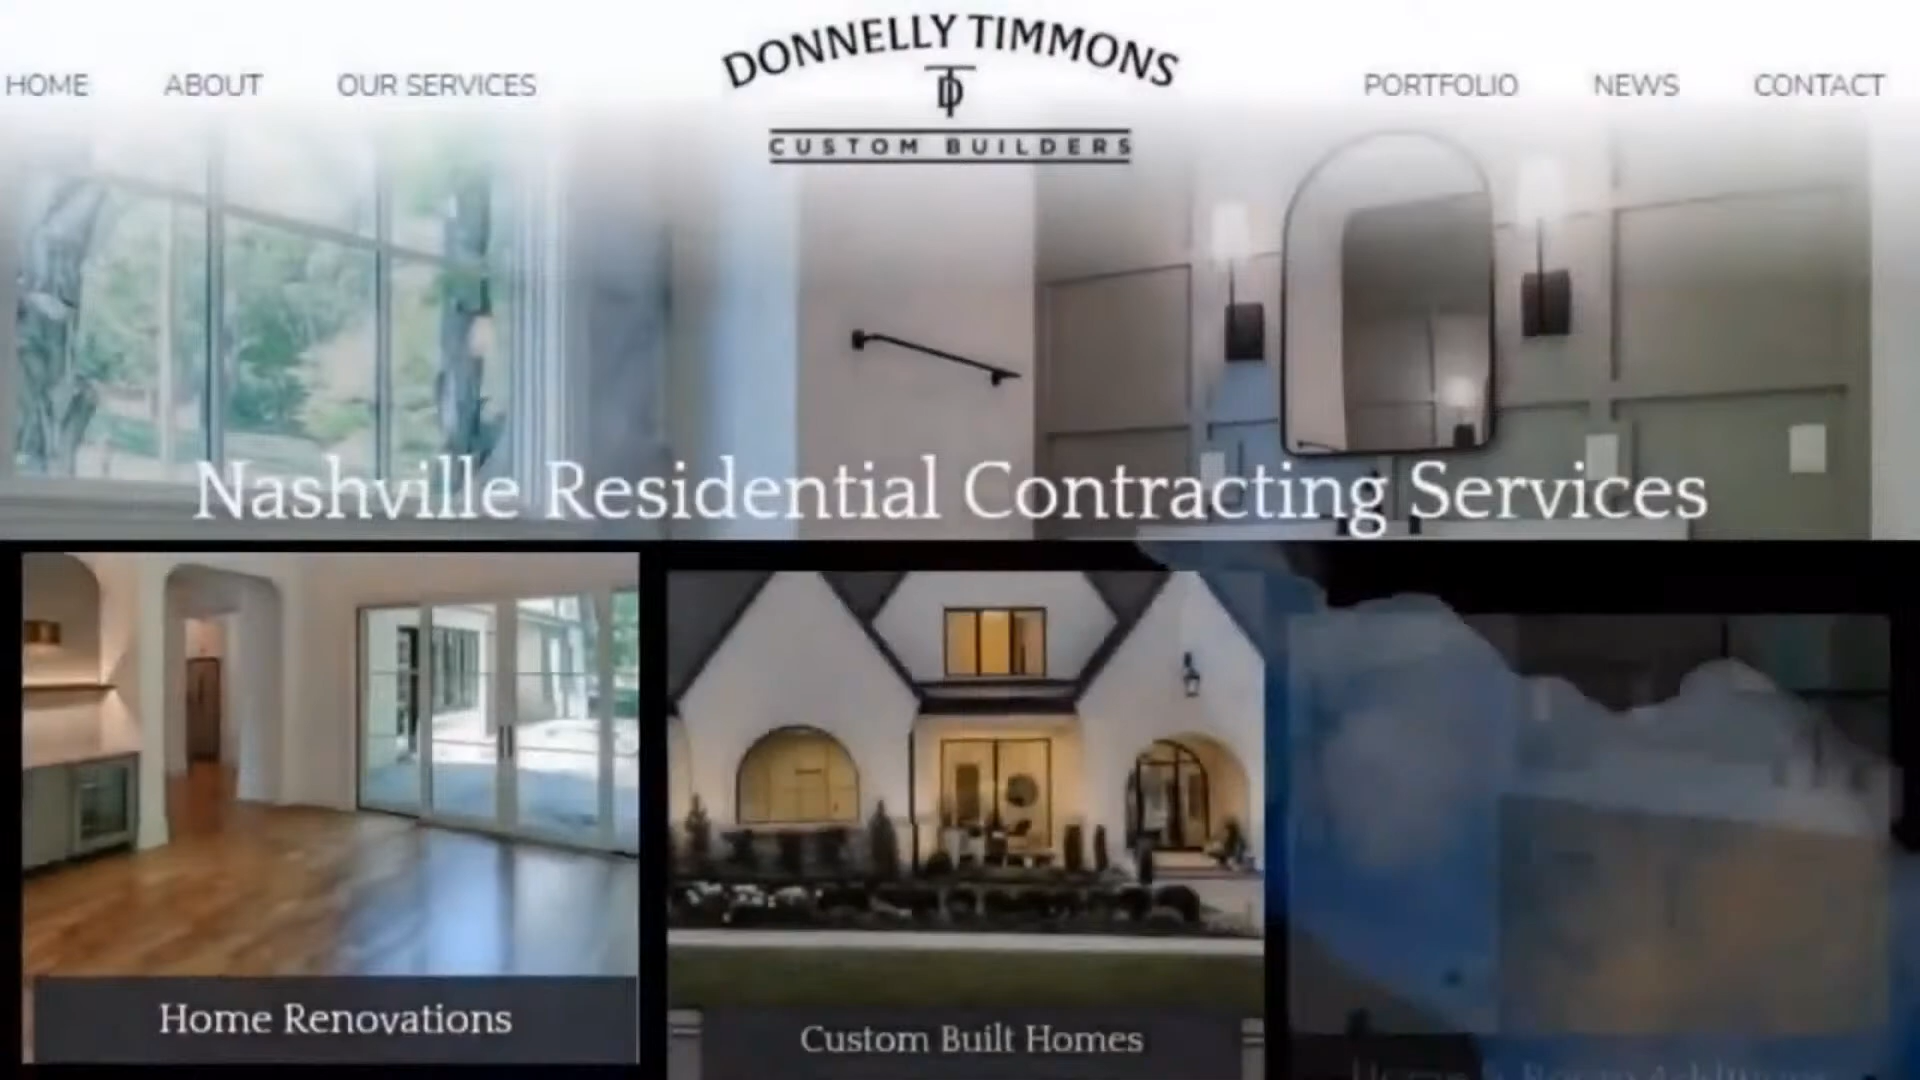 DONNELLY TIMMONS
HOME ABOUT OUR SERVICES
PORTFOLIO NEWS CONTACT
CUSTOM BUILDERS
Nashville Residential Contracting Services
Home Renovations
Custom Built Homes